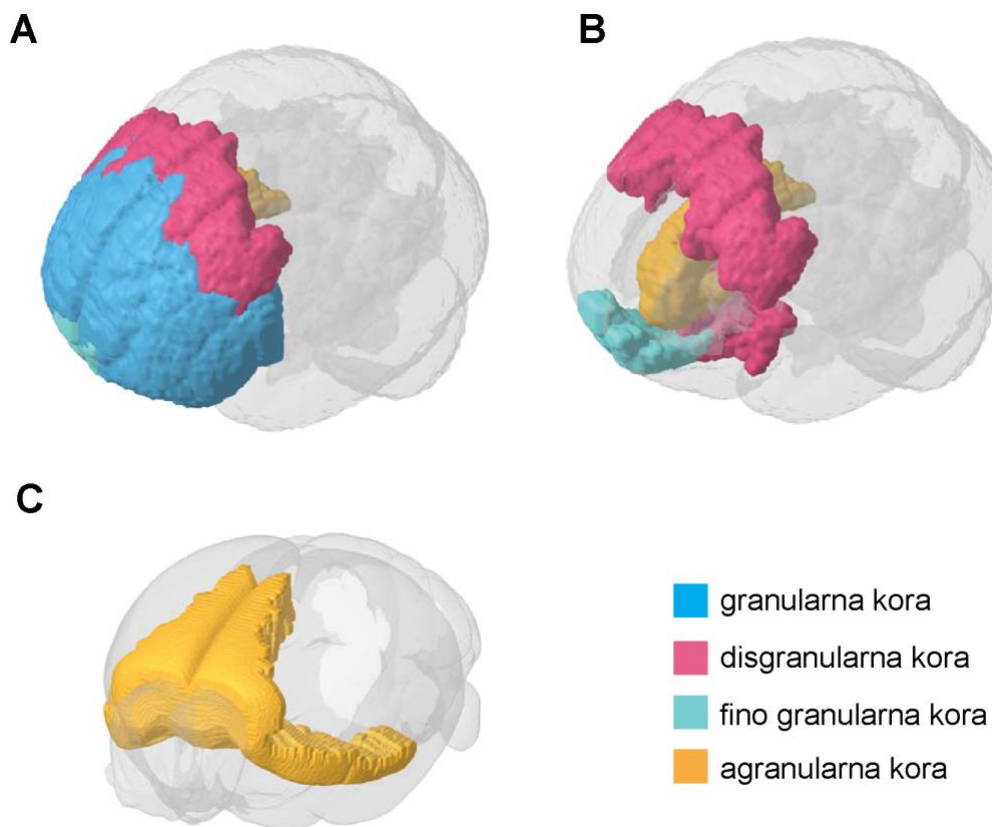 A
B
C
granularna kora
disgranularna kora
fino granularna kora
agranularna kora